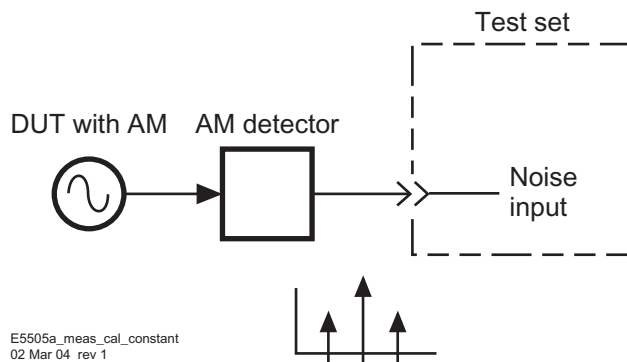 Test set
DUT with AM
AM detector
Noise
input
E5505a_meas_cal_constant
02 Mar 04 rev 1